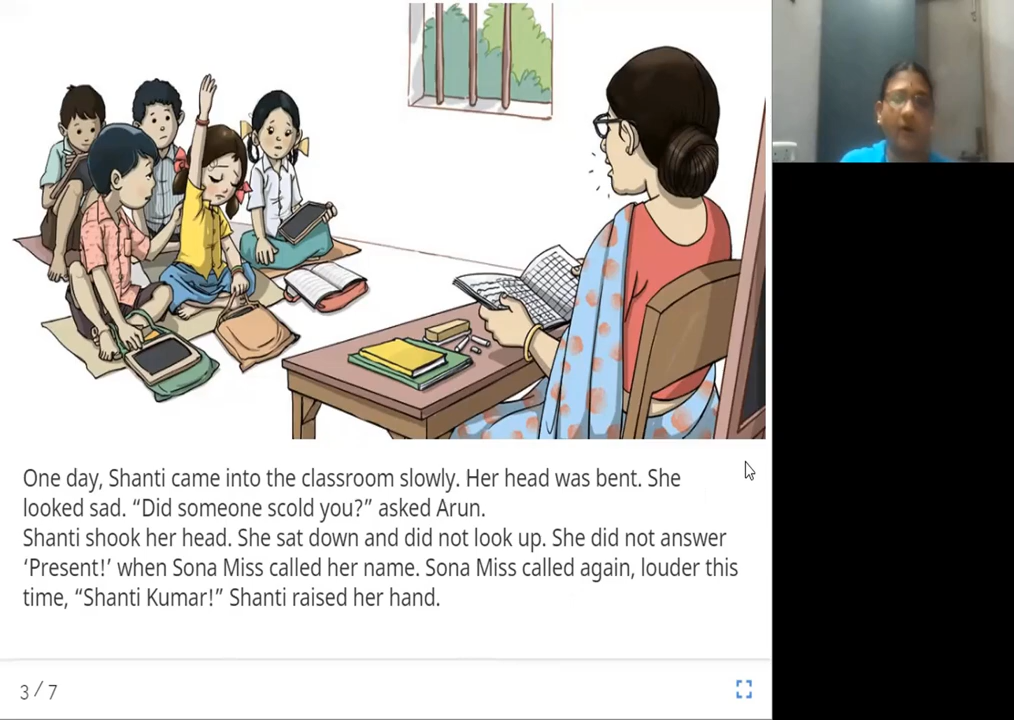 One day, Shanti came into the classroom slowly. Her head was bent. She
looked sad. “Did someone scold you?” asked Arun.
Shanti shook her head. She sat down and did not look up. She did not answer
‘Present!’ when Sona Miss called her name. Sona Miss called again, louder this
time, “Shanti Kumar!” Shanti raised her hand.
3 / 7